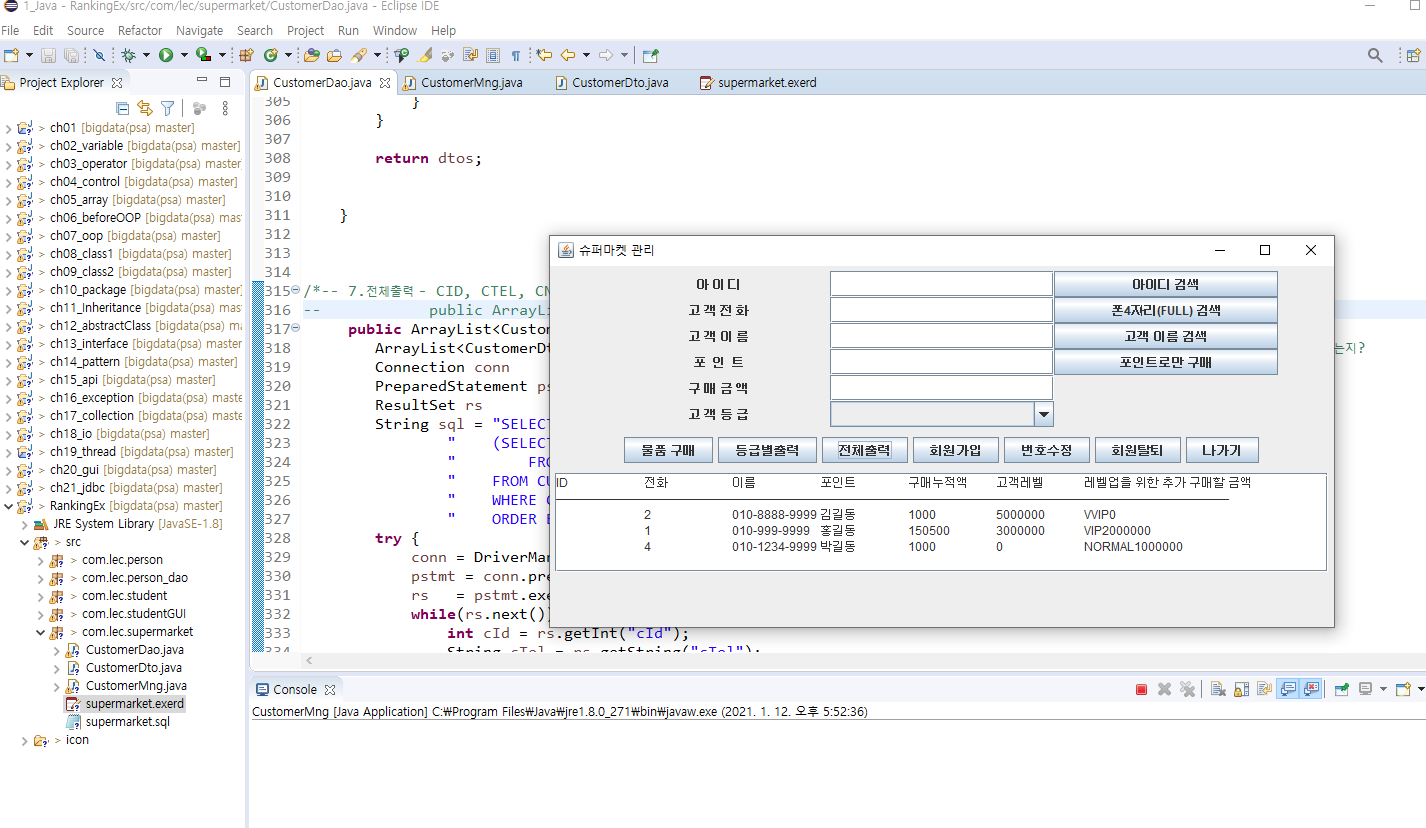 1_Java - RankingEx/src/com/lec/supermarket/CustomerDao.java - Eclipse IDE
File Edit Source Refactor Navigate Search Project Run Window Help
Project Explorer
CustomerDao.java CustomerMng.java CustomerDto.java supermarket.exerd
> ch01 [bigdata(psa) master]
> ch02_variable [bigdata(psa) master]
> ch03_operator [bigdata(psa) master
> ch04_control [bigdata(psa) master]
> ch05_array [bigdata(psa) master]
> ch06_beforeOOP [bigdata(psa) mas
> ch07_oop [bigdata(psa) master]
> ch08_class1 [bigdata(psa) master]
> ch09_class2 [bigdata(psa) master]
> ch10_package [bigdata(psa) master]
> ch11_Inheritance [bigdata(psa) mas
> ch12_abstractClass [bigdata(psa) ma
> ch13_interface [bigdata(psa) master]
> ch14_pattern [bigdata(psa) master]
> ch15_api [bigdata(psa) master]
> ch16_exception [bigdata(psa) maste
> ch17_collection [bigdata(psa) maste
> ch18_io [bigdata(psa) master]
> ch19_thread [bigdata(psa) master]
> ch20_gui [bigdata(psa) master]
> ch21_jdbc [bigdata(psa) master]
> RankingEx [bigdata(psa) master]
JRE System Library [JavaSE-1.8]
> src
> com.lec.person
> com.lec.person_dao
> com.lec.student
> com.lec.studentGUI
> com.lec.supermarket
CustomerDao.java
CustomerDto.java
CustomerMng.java
supermarket.exerd
supermarket.sql
> icon
305 }
306 }
307
308 return dtos;
309
310
311 }
312
313
314
315 /*-- 7.전체출력 - CID, CTEL, CN
316 -- public ArrayLi
317 public ArrayList<Custo
318 ArrayList<CustomerDt 는지?
319 Connection conn
320 PreparedStatement ps
321 ResultSet rs
322 String sql = "SELECT
323 " (SELECT
324 " FRO
325 " FROM CU
326 " WHERE C
327 " ORDER B
328 try {
329 conn = DriverMan
330 pstmt = conn.pre
331 rs = pstmt.exe
332 while(rs.next())
333 int cId = rs.getInt("cId");
334 String cTel = rs.getString("cTel");
슈퍼마켓 관리
아 이 디 아이디 검색
고 객 전 화 폰4자리(FULL) 검색
고 객 이 름 고객 이름 검색
포 인 트 포인트로만 구매
구 매 금 액
고 객 등 급
물품 구매 등급별출력 전체출력 회원가입 번호수정 회원탈퇴 나가기
ID 전화 이름 포인트 구매누적액 고객레벨 레벨업을 위한 추가 구매할 금액
2 010-8888-9999 김길동 1000 5000000 VVIP0
1 010-999-9999 홍길동 150500 3000000 VIP2000000
4 010-1234-9999 박길동 1000 0 NORMAL1000000
Console
CustomerMng [Java Application] C:₩Program Files₩Java₩jre1.8.0_271₩bin₩javaw.exe (2021. 1. 12. 오후 5:52:36)